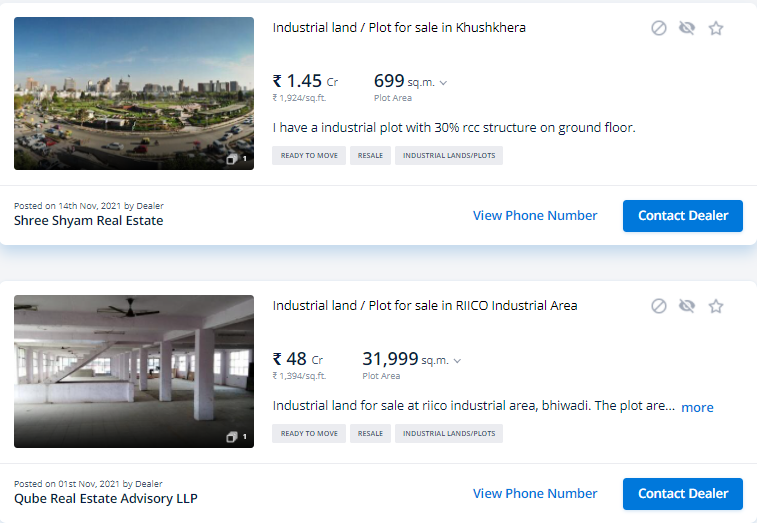 Industrial land / Plot for sale in Khushkhera
₹ 1.45 Cr 699 sq.m.
₹ 1,924/sq.ft. Plot Area
I have a industrial plot with 30% rcc structure on ground floor.
1
READY TO MOVE RESALE INDUSTRIAL LANDS/PLOTS
Posted on 14th Nov, 2021 by Dealer
Shree Shyam Real Estate
View Phone Number Contact Dealer
Industrial land / Plot for sale in RIICO Industrial Area
₹ 48 Cr 31,999 sq.m.
₹ 1,394/sq.ft. Plot Area
Industrial land for sale at riico industrial area, bhiwadi. The plot are... more
1
READY TO MOVE RESALE INDUSTRIAL LANDS/PLOTS
Posted on 01st Nov, 2021 by Dealer
Qube Real Estate Advisory LLP
View Phone Number Contact Dealer